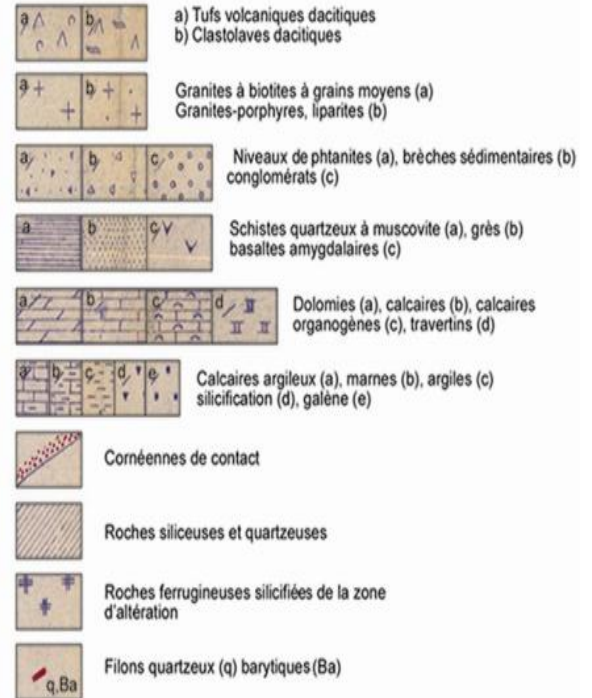 a b
a) Tufs volcaniques dacitiques
b) Clastolaves dacitiques
a b
Granites à biotites à grains moyens (a)
Granites-porphyres, liparites (b)
a b c
Niveaux de phtanites (a), brèches sédimentaires (b)
conglomérats (c)
a b c
Schistes quartzeux à muscovite (a), grès (b)
basaltes amygdalaires (c)
a b c d
Dolomies (a), calcaires (b), calcaires
organogènes (c), travertins (d)
a b c d e
Calcaires argileux (a), marnes (b), argiles (c)
silicification (d), galène (e)
Cornéennes de contact
Roches siliceuses et quartzeuses
Roches ferrugineuses silicifiées de la zone
d'altération
q,Ba
Filons quartzeux (q) barytiques (Ba)